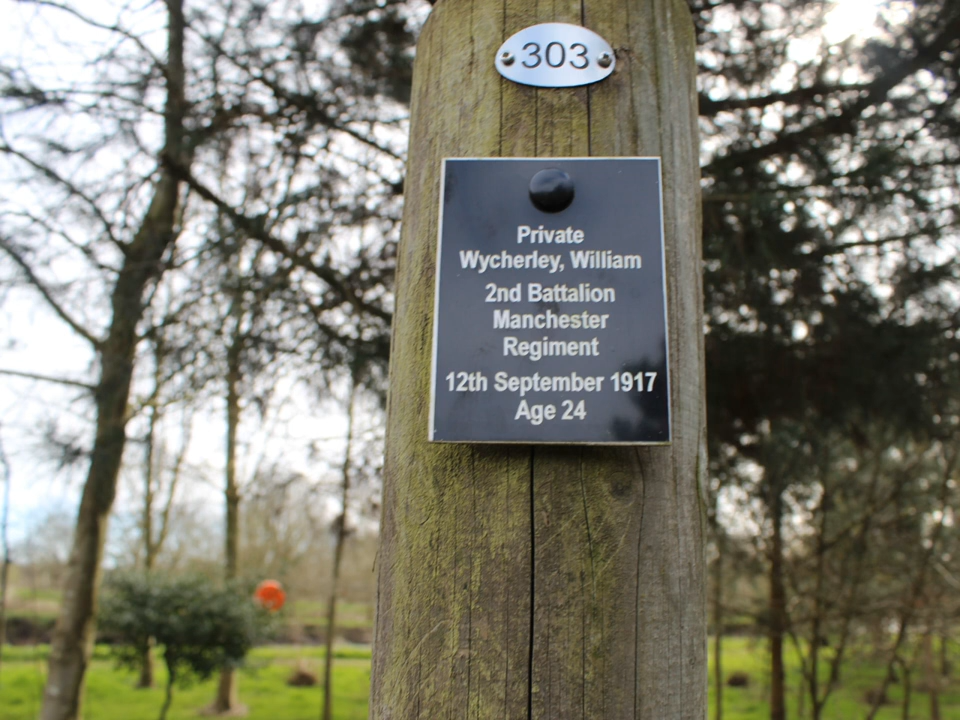 303
Private
Wycherley, William
2nd Battalion
Manchester
Regiment
12th September 1917
Age 24